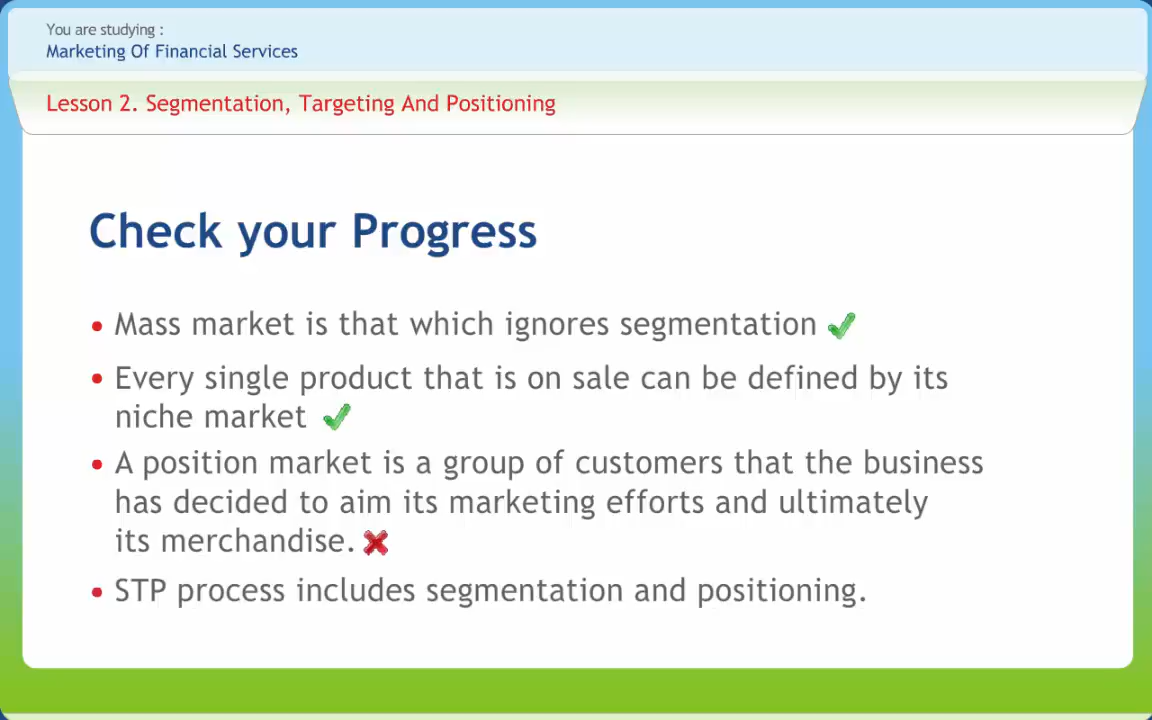 You are studying :
Marketing Of Financial Services
Lesson 2. Segmentation, Targeting And Positioning
Check your Progress
• Mass market is that which ignores segmentation
• Every single product that is on sale can be defined by its
niche market
• A position market is a group of customers that the business
has decided to aim its marketing efforts and ultimately
its merchandise.
• STP process includes segmentation and positioning.